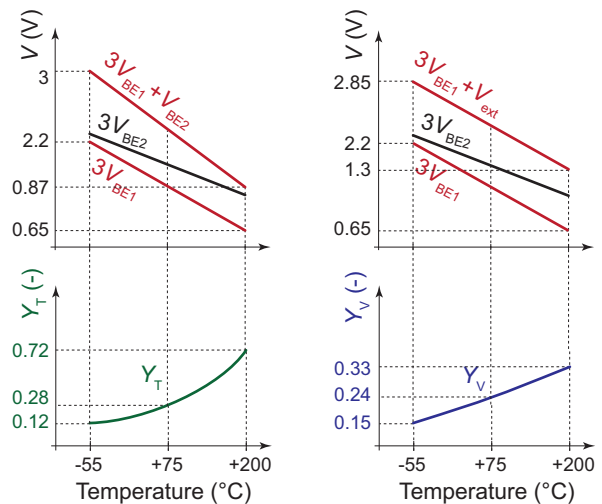 V (V)
3
2.2
0.87
0.65
3V_BE1 + V_BE2
3V_BE2
3V_BE1
V (V)
2.85
2.2
1.3
0.65
3V_BE1 + V_ext
3V_BE2
3V_BE1
Y_T (-)
0.72
0.28
0.12
Y_T
-55
+75
+200
Temperature (°C)
Y_V (-)
0.33
0.24
0.15
Y_V
-55
+75
+200
Temperature (°C)